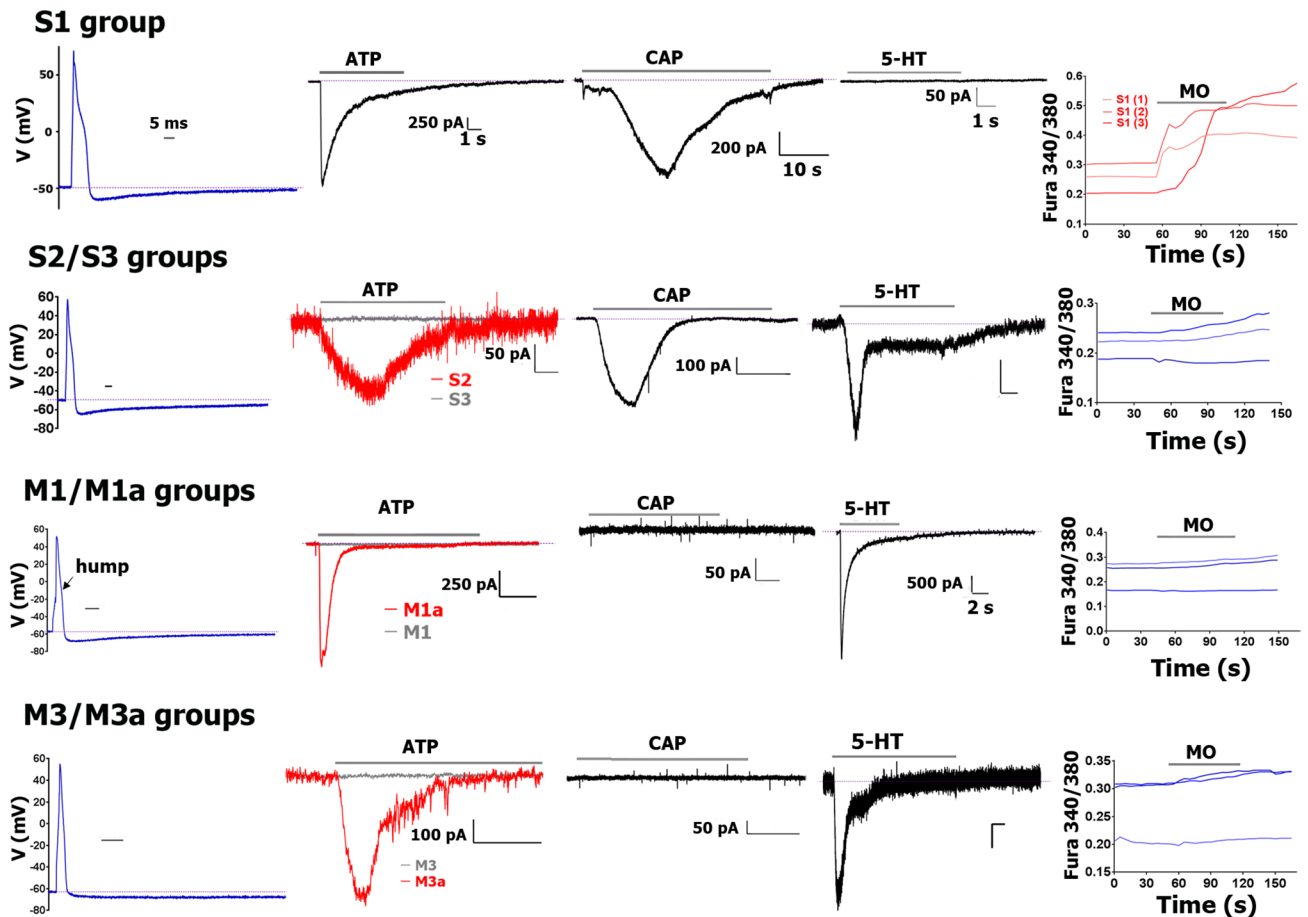 S1 group
V (mV)
50
0
-50
5 ms
ATP
250 pA
1 s
CAP
200 pA
10 s
5-HT
50 pA
1 s
Fura 340/380
0.6
0.5
0.4
0.3
0.2
0.1
S1 (1)
S1 (2)
S1 (3)
MO
0 30 60 90 120 150
Time (s)
S2/S3 groups
V (mV)
60
40
20
0
-20
-40
-60
-80
ATP
50 pA
S2
S3
CAP
100 pA
5-HT
Fura 340/380
0.3
0.2
0.1
MO
0 30 60 90 120 150
Time (s)
M1/M1a groups
V (mV)
60
40
20
0
-20
-40
-60
-80
hump
ATP
250 pA
M1a
M1
CAP
50 pA
5-HT
500 pA
2 s
Fura 340/380
0.4
0.3
0.2
0.1
0.0
MO
0 30 60 90 120 150
Time (s)
M3/M3a groups
V (mV)
60
40
20
0
-20
-40
-60
-80
ATP
100 pA
M3
M3a
CAP
50 pA
5-HT
Fura 340/380
0.35
0.30
0.25
0.20
0.15
MO
0 30 60 90 120 150
Time (s)